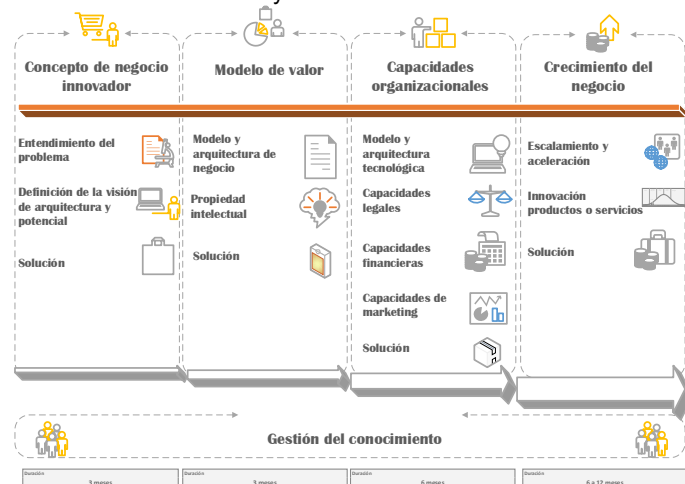 Concepto de negocio
innovador
Modelo de valor
Capacidades
organizacionales
Crecimiento del
negocio
Entendimiento del
problema
Definición de la visión
de arquitectura y
potencial
Solución
Modelo y
arquitectura de
negocio
Propiedad
intelectual
Solución
Modelo y
arquitectura
tecnológica
Capacidades
legales
Capacidades
financieras
Capacidades de
marketing
Solución
Escalamiento y
aceleración
Innovación
productos o servicios
Solución
Gestión del conocimiento
Duración
3 meses
Duración
3 meses
Duración
6 meses
Duración
6 a 12 meses